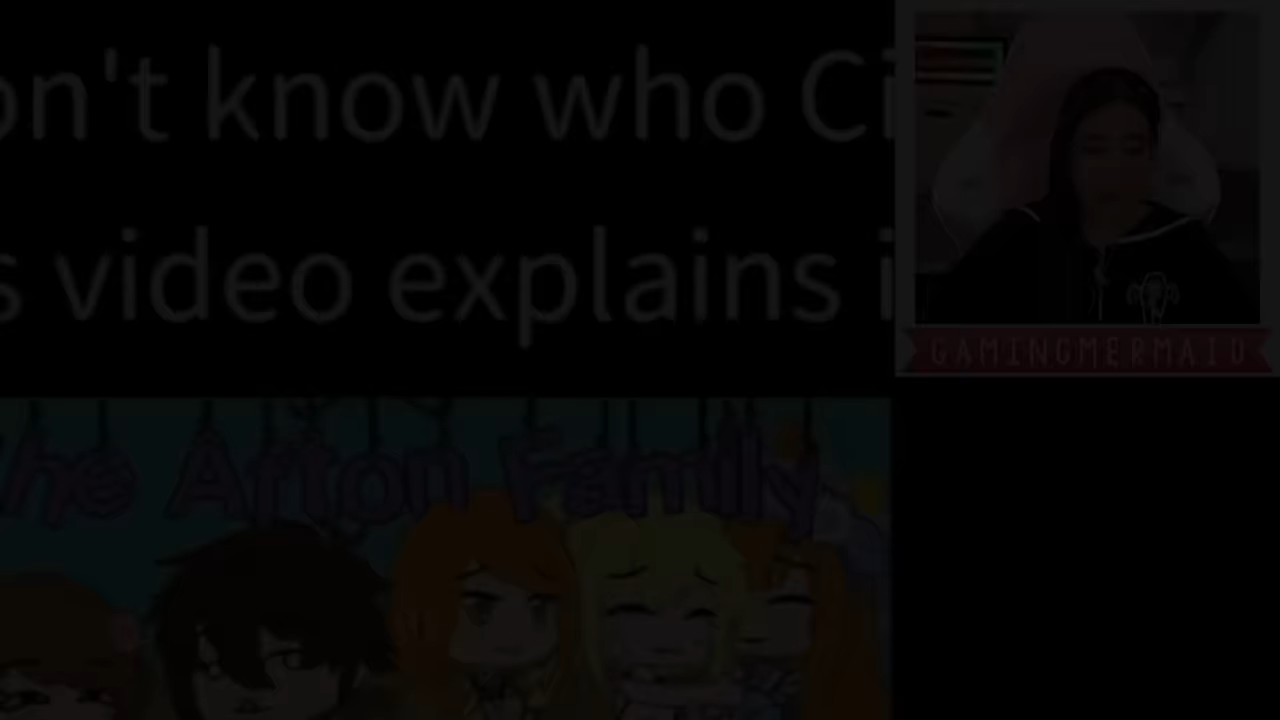 on't know who Ci
s video explains i
GAMINGMERMAID
he Afton Family